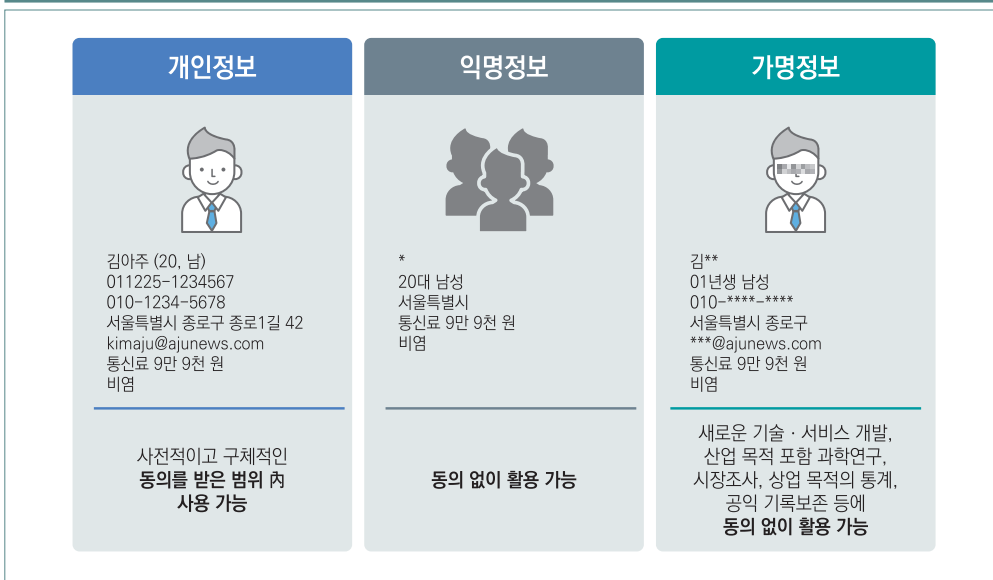 개인정보
김아주 (20, 남)
011225-1234567
010-1234-5678
서울특별시 종로구 종로1길 42
kimaju@ajunews.com
통신료 9만 9천 원
비염
사전적이고 구체적인
동의를 받은 범위 內
사용 가능
익명정보
*
20대 남성
서울특별시
통신료 9만 9천 원
비염
동의 없이 활용 가능
가명정보
김**
01년생 남성
010-****-****
서울특별시 종로구
***@ajunews.com
통신료 9만 9천 원
비염
새로운 기술 · 서비스 개발,
산업 목적 포함 과학연구,
시장조사, 상업 목적의 통계,
공익 기록보존 등에
동의 없이 활용 가능